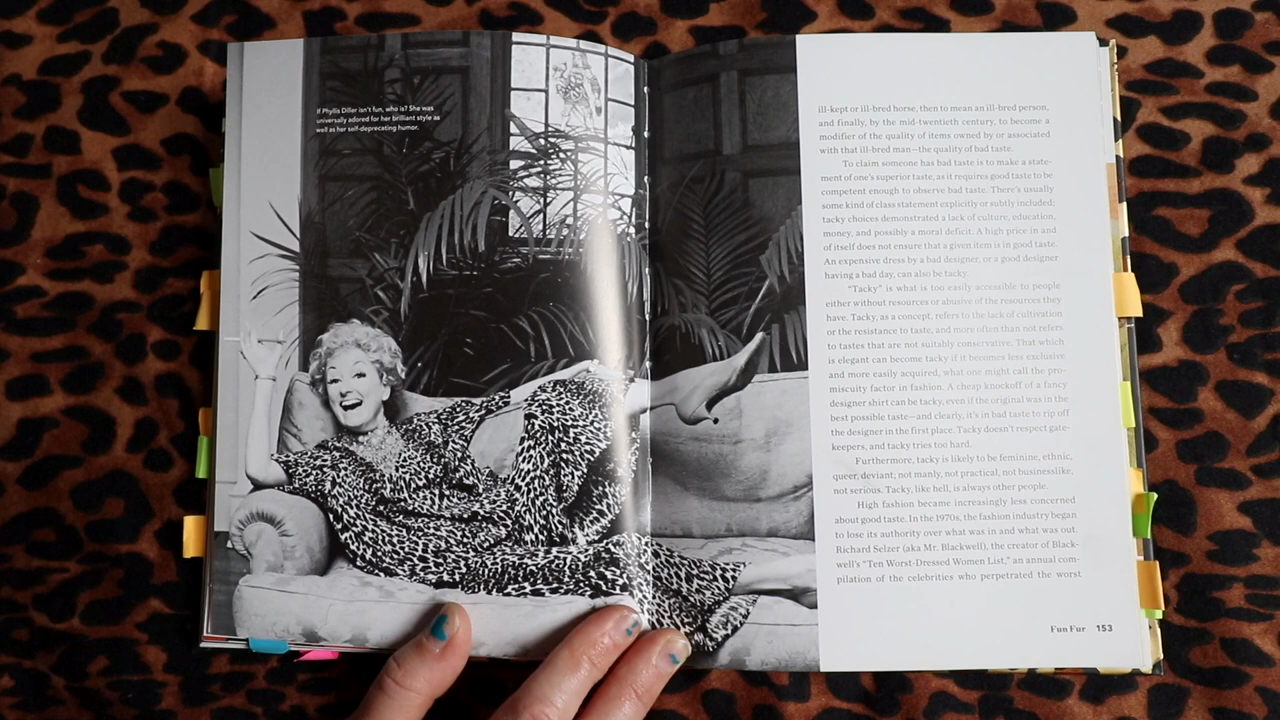 If Phyllis Diller isn't fun, who is? She was
universally adored for her brilliant style as
well as her self-deprecating humor.
ill-kept or ill-bred horse, then to mean an ill-bred person,
and finally, by the mid-twentieth century, to become a
modifier of the quality of items owned by or associated
with that ill-bred man—the quality of bad taste.
To claim someone has bad taste is to make a state-
ment of one's superior taste, as it requires good taste to be
competent enough to observe bad taste. There's usually
some kind of class statement explicitly or subtly included;
tacky choices demonstrated a lack of culture, education,
money, and possibly a moral deficit. A high price in and
of itself does not ensure that a given item is in good taste.
An expensive dress by a bad designer, or a good designer
having a bad day, can also be tacky.
"Tacky" is what is too easily accessible to people
either without resources or abusive of the resources they
have. Tacky, as a concept, refers to the lack of cultivation
or the resistance to taste, and more often than not refers
to tastes that are not suitably conservative. That which
is elegant can become tacky if it becomes less exclusive
and more easily acquired, what one might call the pro-
miscuity factor in fashion. A cheap knockoff of a fancy
designer shirt can be tacky, even if the original was in the
best possible taste—and clearly, it's in bad taste to rip off
the designer in the first place. Tacky doesn't respect gate-
keepers, and tacky tries too hard.
Furthermore, tacky is likely to be feminine, ethnic,
queer, deviant; not manly, not practical, not businesslike,
not serious. Tacky, like hell, is always other people.
High fashion became increasingly less concerned
about good taste. In the 1970s, the fashion industry began
to lose its authority over what was in and what was out.
Richard Selzer (aka Mr. Blackwell), the creator of Black-
well's "Ten Worst-Dressed Women List," an annual com-
pilation of the celebrities who perpetrated the worst
Fun Fur 153